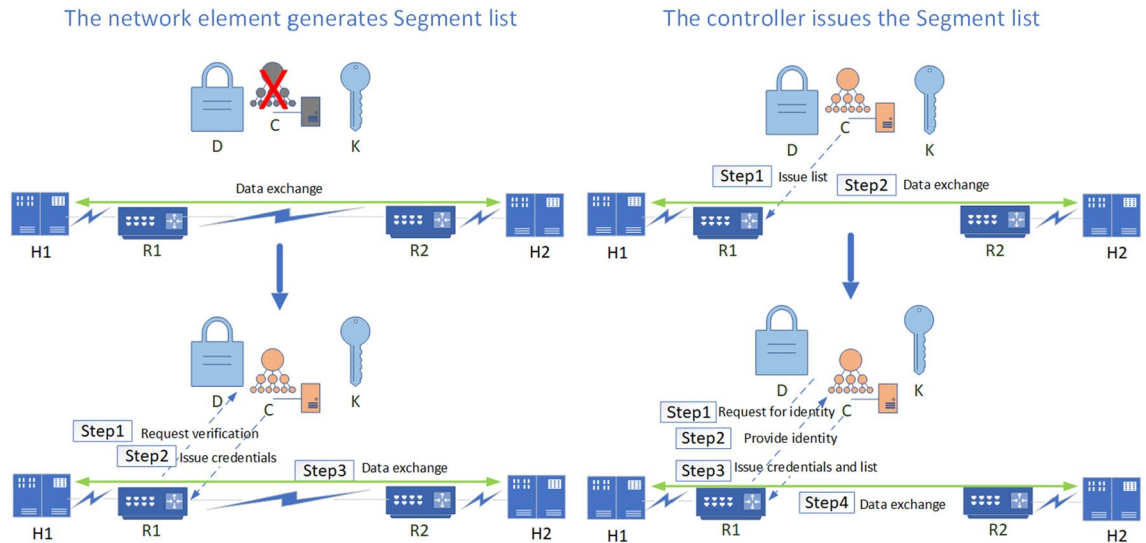 The network element generates Segment list
The controller issues the Segment list
D
C
K
Data exchange
H1
R1
R2
H2
D
C
K
Step1 Issue list
Step2 Data exchange
H1
R1
R2
H2
D
C
K
Step1 Request verification
Step2 Issue credentials
Step3 Data exchange
H1
R1
R2
H2
D
C
K
Step1 Request for identity
Step2 Provide identity
Step3 Issue credentials and list
Step4 Data exchange
H1
R1
R2
H2